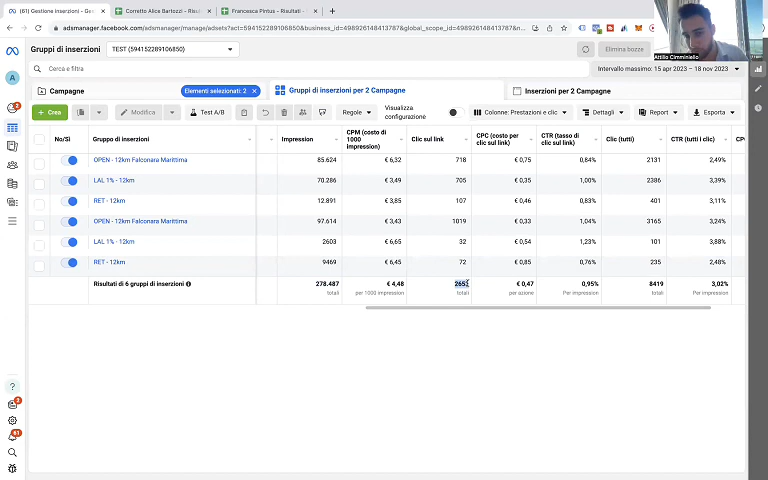 (61) Gestione inserzioni - Ges
Corretto Alice Bartozzi - Risul
Francesca Pintus - Risultati -
adsmanager.facebook.com/adsmanager/manage/adsets?act=594152289106850&business_id=498926148413787&global_scope_id=498926148413787&
Gruppi di inserzioni
TEST (594152289106850)
Elimina bozze
Attilio Cimminiello
Cerca e filtra
Intervallo massimo: 15 apr 2023 – 18 nov 2023
Campagne
Elementi selezionati: 2
Gruppi di inserzioni per 2 Campagne
Inserzioni per 2 Campagne
+ Crea
Modifica
Test A/B
Regole
Visualizza configurazione
Colonne: Prestazioni e clic
Dettagli
Report
Esporta
No/Sì Gruppo di inserzioni Impression CPM (costo di 1000 impression) Clic sul link CPC (costo per clic sul link) CTR (tasso di clic sul link) Clic (tutti) CTR (tutti i clic)
OPEN - 12km Falconara Marittima 85.624 € 6,32 718 € 0,75 0,84% 2131 2,49%
LAL 1% - 12km 70.286 € 3,49 705 € 0,35 1,00% 2386 3,39%
RET - 12km 12.891 € 3,85 107 € 0,46 0,83% 401 3,11%
OPEN - 12km Falconara Marittima 97.614 € 3,43 1019 € 0,33 1,04% 3165 3,24%
LAL 1% - 12km 2603 € 6,65 32 € 0,54 1,23% 101 3,88%
RET - 12km 9469 € 6,45 72 € 0,85 0,76% 235 2,48%
Risultati di 6 gruppi di inserzioni 278.487 € 4,48 2653 € 0,47 0,95% 8419 3,02%
totali per 1000 impression totali per azione Per impression totali Per impression